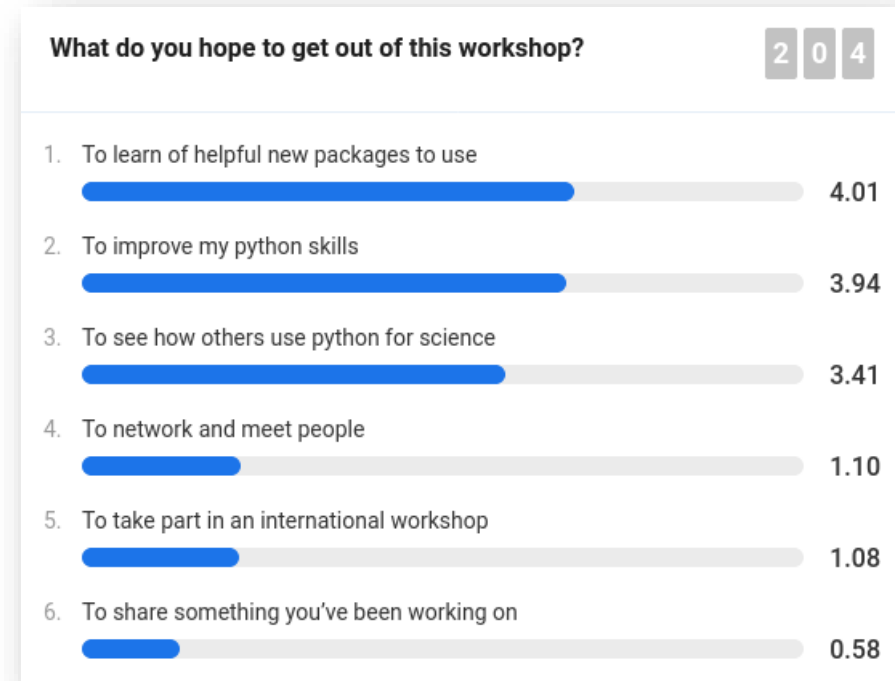 What do you hope to get out of this workshop?
2 0 4
1. To learn of helpful new packages to use
4.01
2. To improve my python skills
3.94
3. To see how others use python for science
3.41
4. To network and meet people
1.10
5. To take part in an international workshop
1.08
6. To share something you’ve been working on
0.58